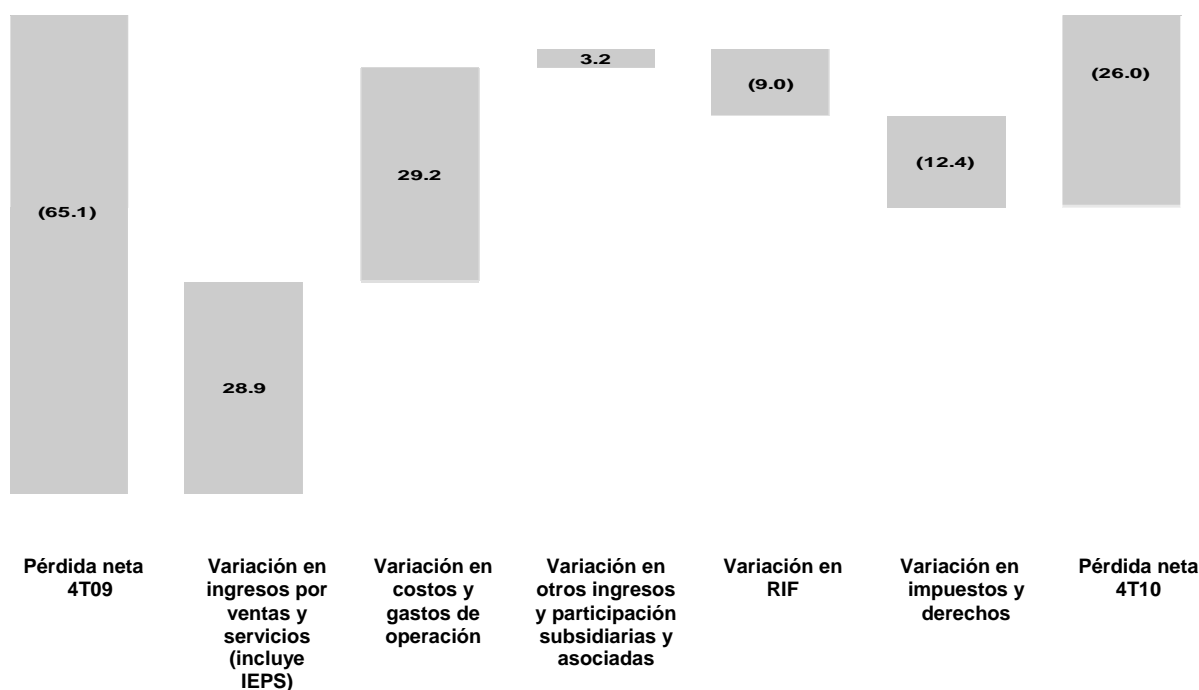 3.2
(9.0)
(26.0)
(12.4)
29.2
(65.1)
28.9
Pérdida neta
4T09
Variación en
ingresos por
ventas y
servicios
(incluye
IEPS)
Variación en
costos y
gastos de
operación
Variación en
otros ingresos
y participación
subsidiarias y
asociadas
Variación en
RIF
Variación en
impuestos y
derechos
Pérdida neta
4T10